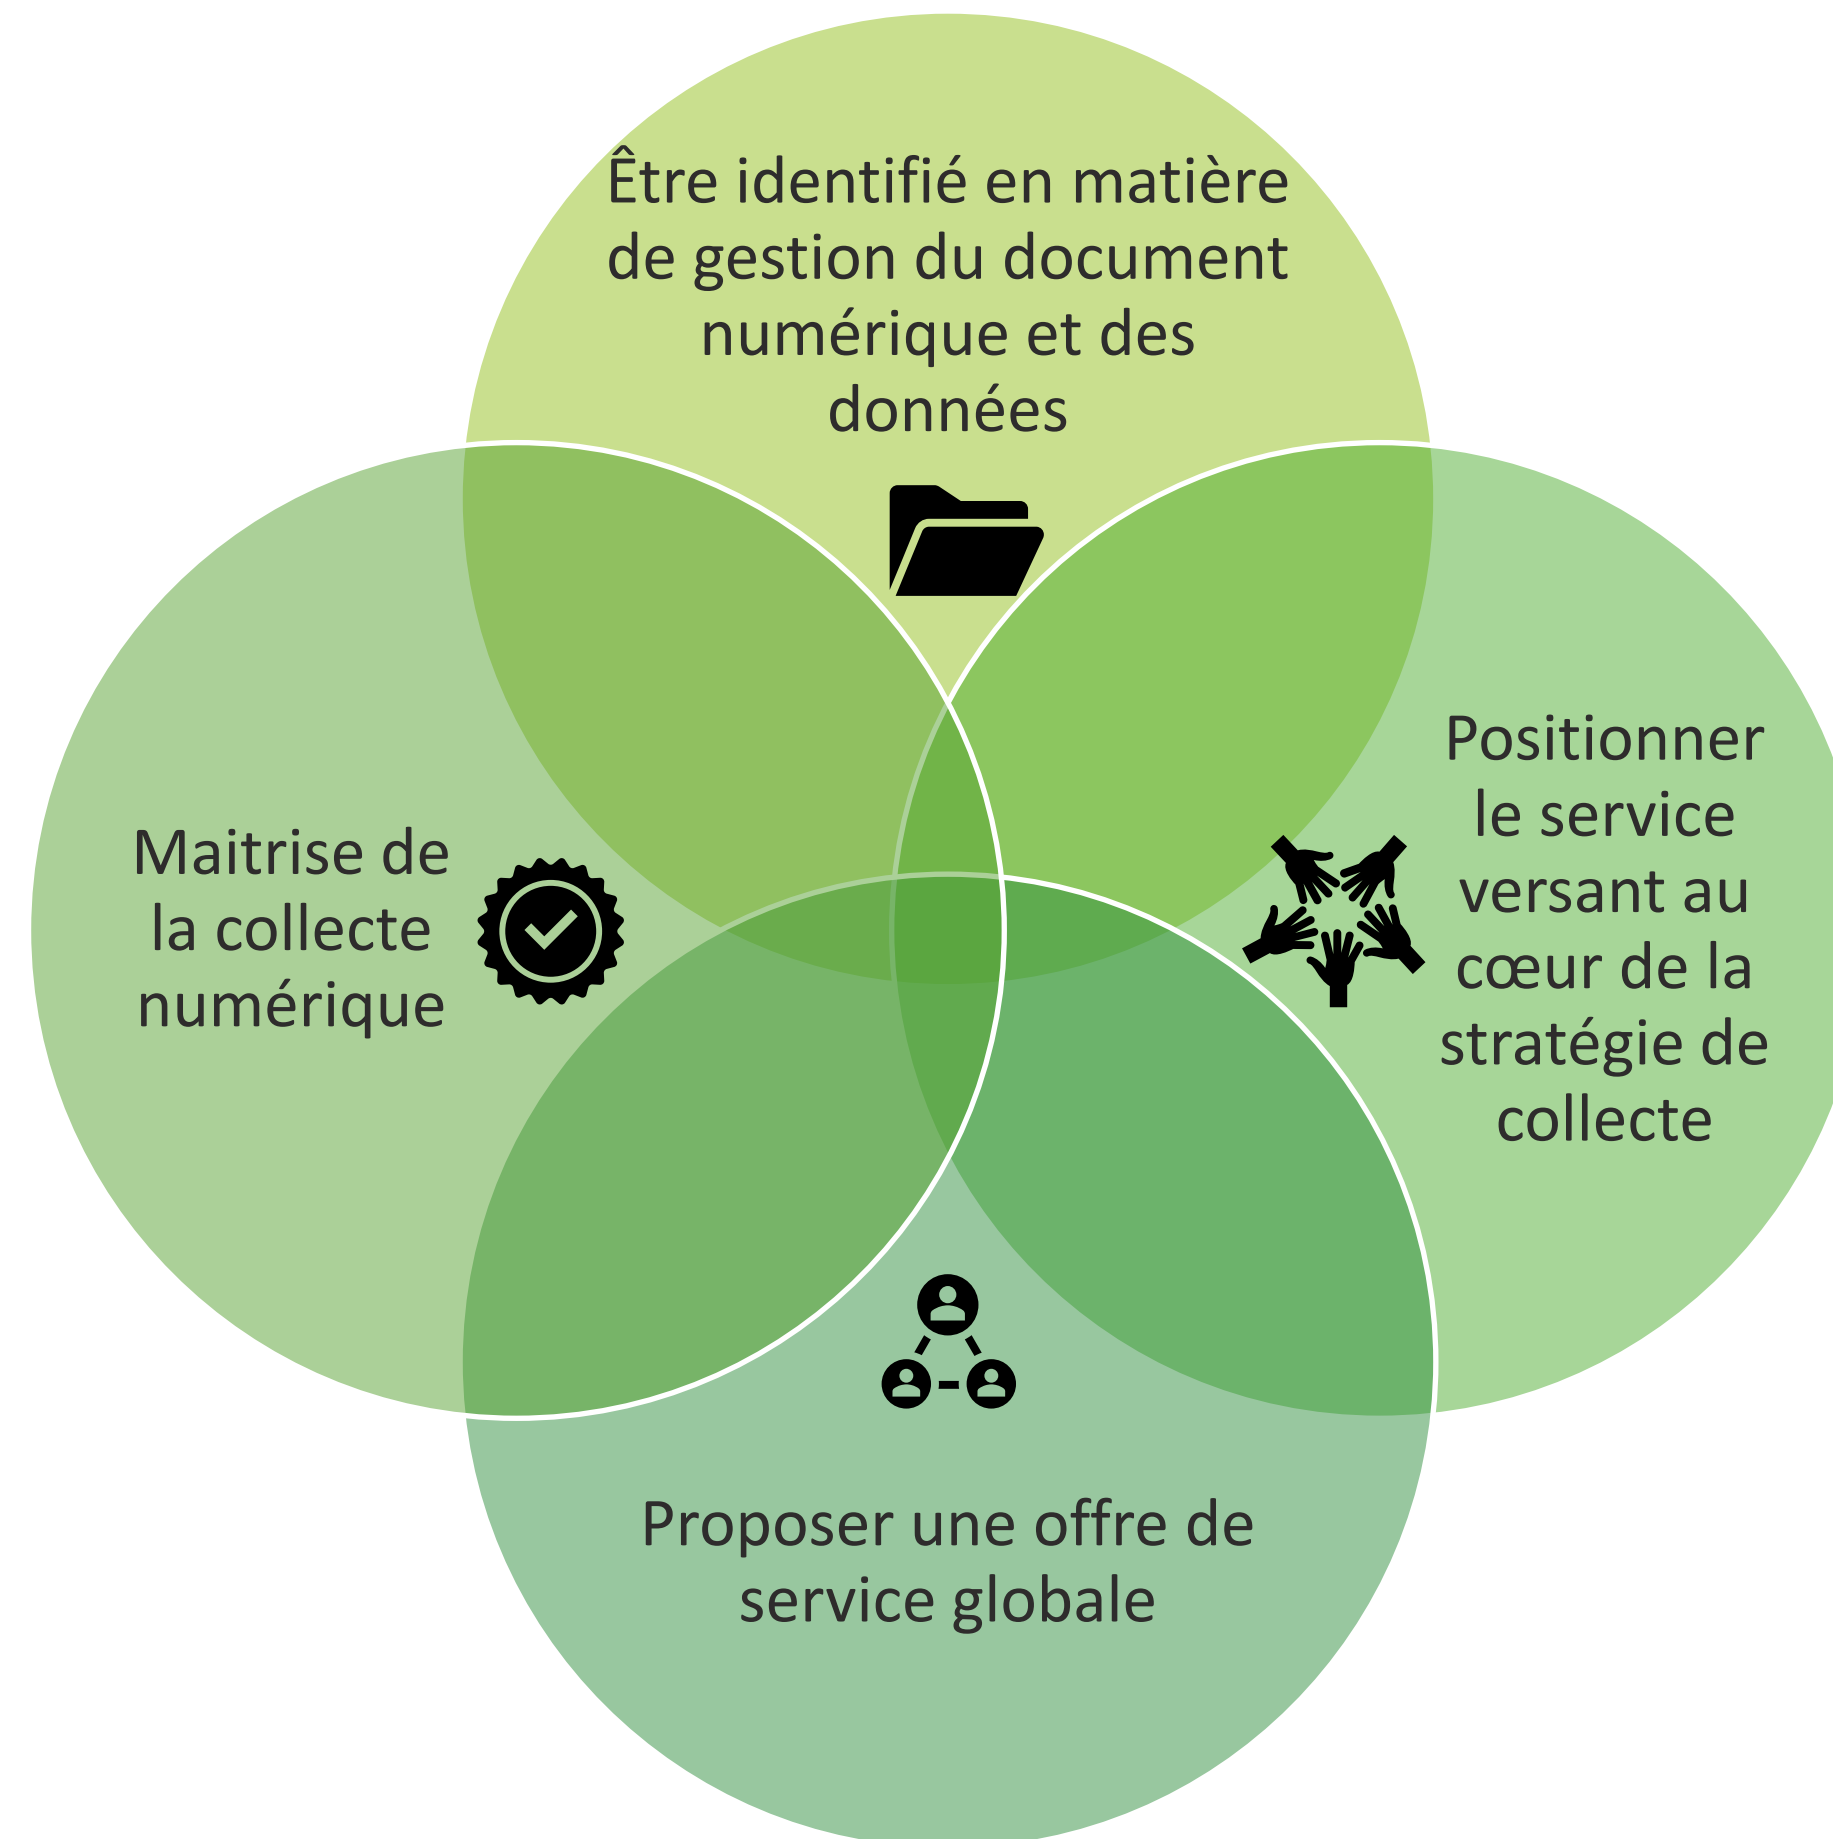 Être identifié en matière
de gestion du document
numérique et des
données
Maitrise de
la collecte
numérique
Positionner
le service
versant au
cœur de la
stratégie de
collecte
Proposer une offre de
service globale